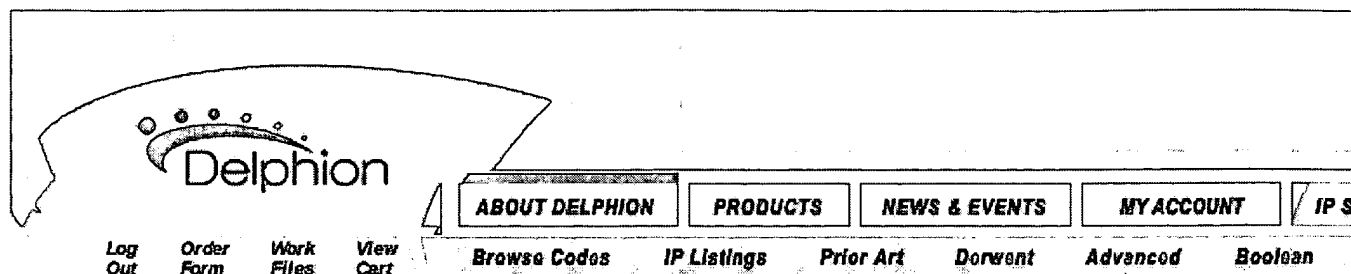 Delphion
ABOUT DELPHION PRODUCTS NEWS & EVENTS MY ACCOUNT IP S
Log Out Order Form Work Files View Cart Browse Codes IP Listings Prior Art Derwent Advanced Boolean